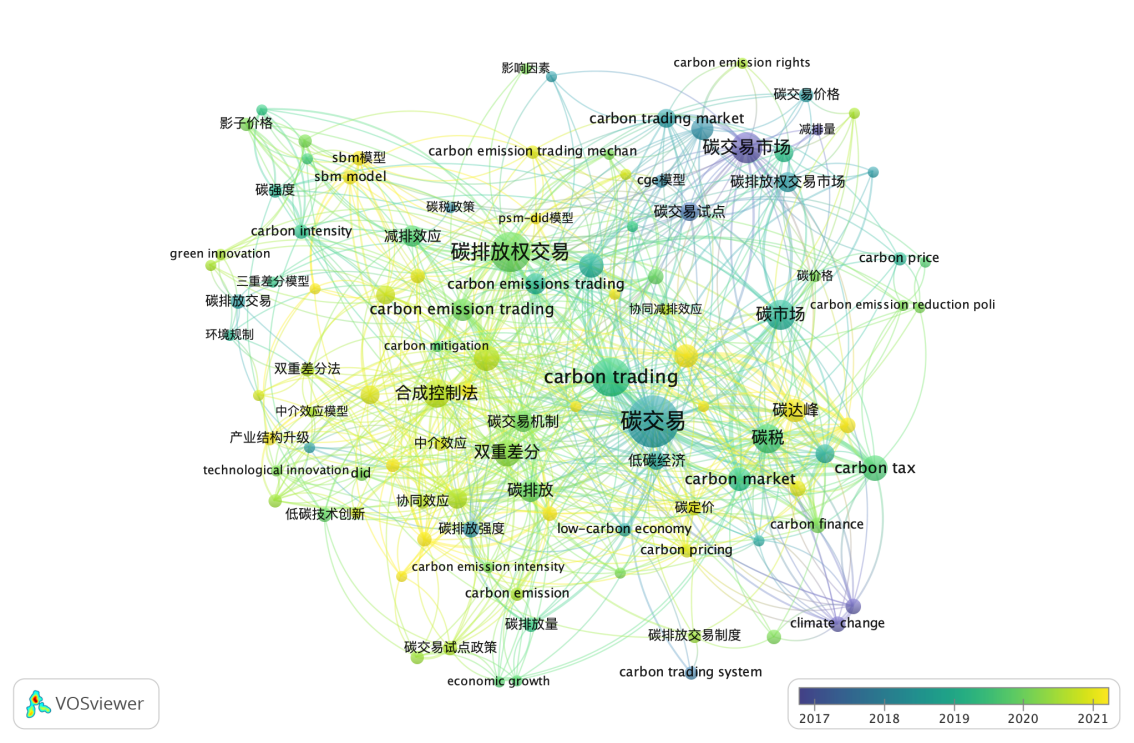 影响因素
carbon emission rights
碳交易价格
carbon trading market
影子价格
减排量
碳交易市场
carbon emission trading mechan
sbm模型
sbm model
cge模型
碳排放权交易市场
碳强度
碳税政策
碳交易试点
psm-did模型
carbon intensity
减排效应
碳排放权交易
green innovation
carbon price
三重差分模型
carbon emissions trading
碳价格
碳排放交易
carbon emission trading
协同减排效应
carbon emission reduction poli
碳市场
环境规制
carbon mitigation
双重差分法
carbon trading
合成控制法
中介效应模型
碳达峰
碳交易机制
碳交易
产业结构升级
中介效应
碳税
双重差分
低碳经济
technological innovation
did
carbon tax
carbon market
碳排放
协同效应
碳定价
低碳技术创新
碳排放强度
low-carbon economy
carbon finance
carbon pricing
carbon emission intensity
carbon emission
碳排放量
climate change
碳排放交易制度
碳交易试点政策
carbon trading system
economic growth
VOSviewer
2017 2018 2019 2020 2021